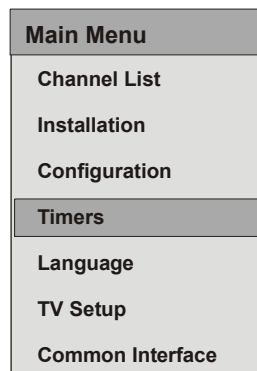 Main Menu
Channel List
Installation
Configuration
Timers
Language
TV Setup
Common Interface